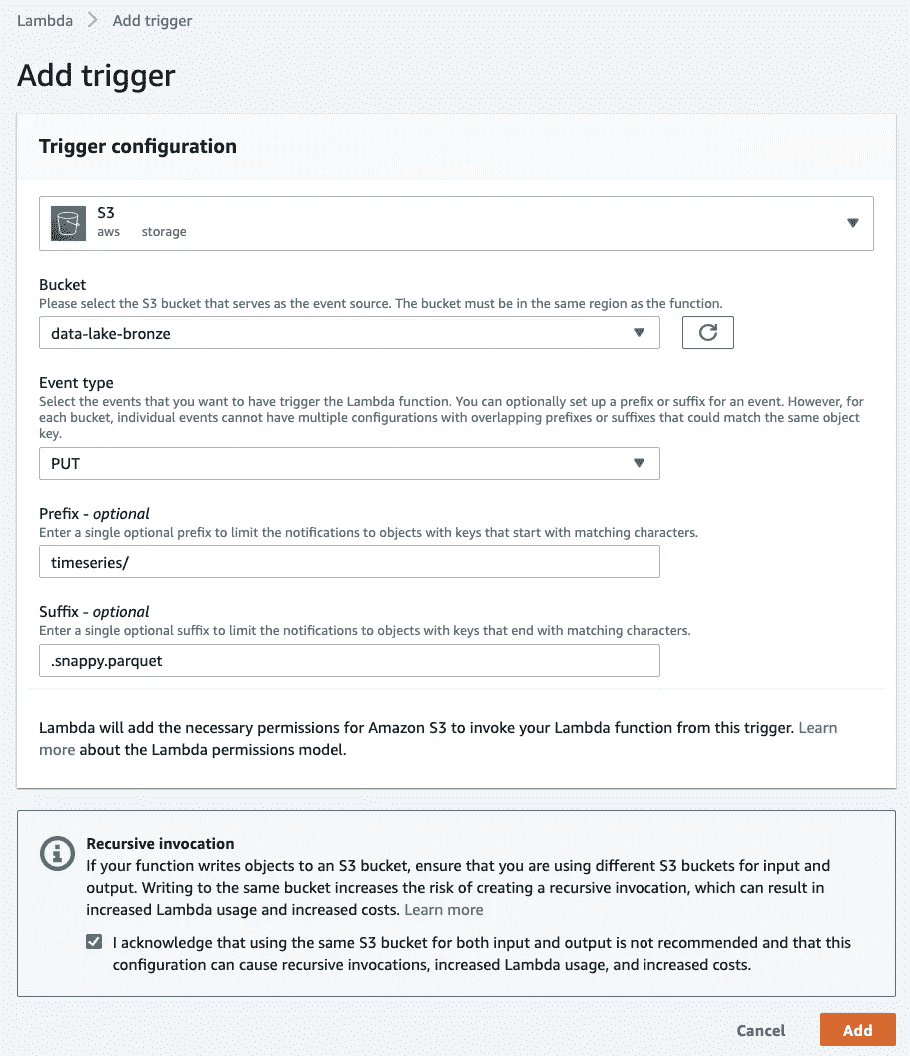 Lambda > Add trigger
Add trigger
Trigger configuration
S3
aws storage
Bucket
Please select the S3 bucket that serves as the event source. The bucket must be in the same region as the function.
data-lake-bronze
Event type
Select the events that you want to have trigger the Lambda function. You can optionally set up a prefix or suffix for an event. However, for
each bucket, individual events cannot have multiple configurations with overlapping prefixes or suffixes that could match the same object
key.
PUT
Prefix - optional
Enter a single optional prefix to limit the notifications to objects with keys that start with matching characters.
timeseries/
Suffix - optional
Enter a single optional suffix to limit the notifications to objects with keys that end with matching characters.
.snappy.parquet
Lambda will add the necessary permissions for Amazon S3 to invoke your Lambda function from this trigger. Learn
more about the Lambda permissions model.
Recursive invocation
If your function writes objects to an S3 bucket, ensure that you are using different S3 buckets for input and
output. Writing to the same bucket increases the risk of creating a recursive invocation, which can result in
increased Lambda usage and increased costs. Learn more
I acknowledge that using the same S3 bucket for both input and output is not recommended and that this
configuration can cause recursive invocations, increased Lambda usage, and increased costs.
Cancel Add